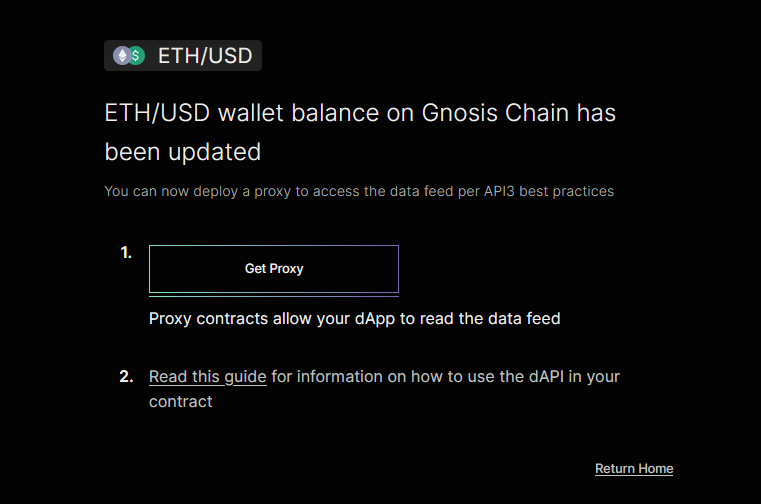 ETH/USD
ETH/USD wallet balance on Gnosis Chain has
been updated
You can now deploy a proxy to access the data feed per API3 best practices
1.
Get Proxy
Proxy contracts allow your dApp to read the data feed
2. Read this guide for information on how to use the dAPI in your
contract
Return Home